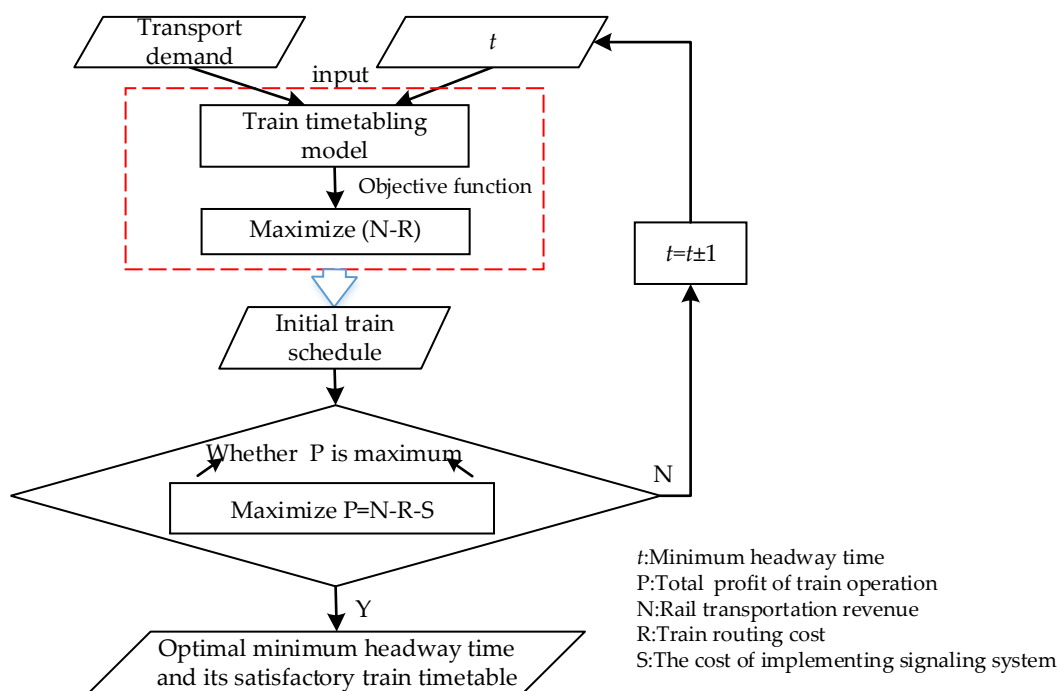 Transport
demand
t
input
Train timetabling
model
Objective function
Maximize (N-R)
t=t±1
Initial train
schedule
Whether P is maximum
N
Maximize P=N-R-S
Y
Optimal minimum headway time
and its satisfactory train timetable
t:Minimum headway time
P:Total profit of train operation
N:Rail transportation revenue
R:Train routing cost
S:The cost of implementing signaling system